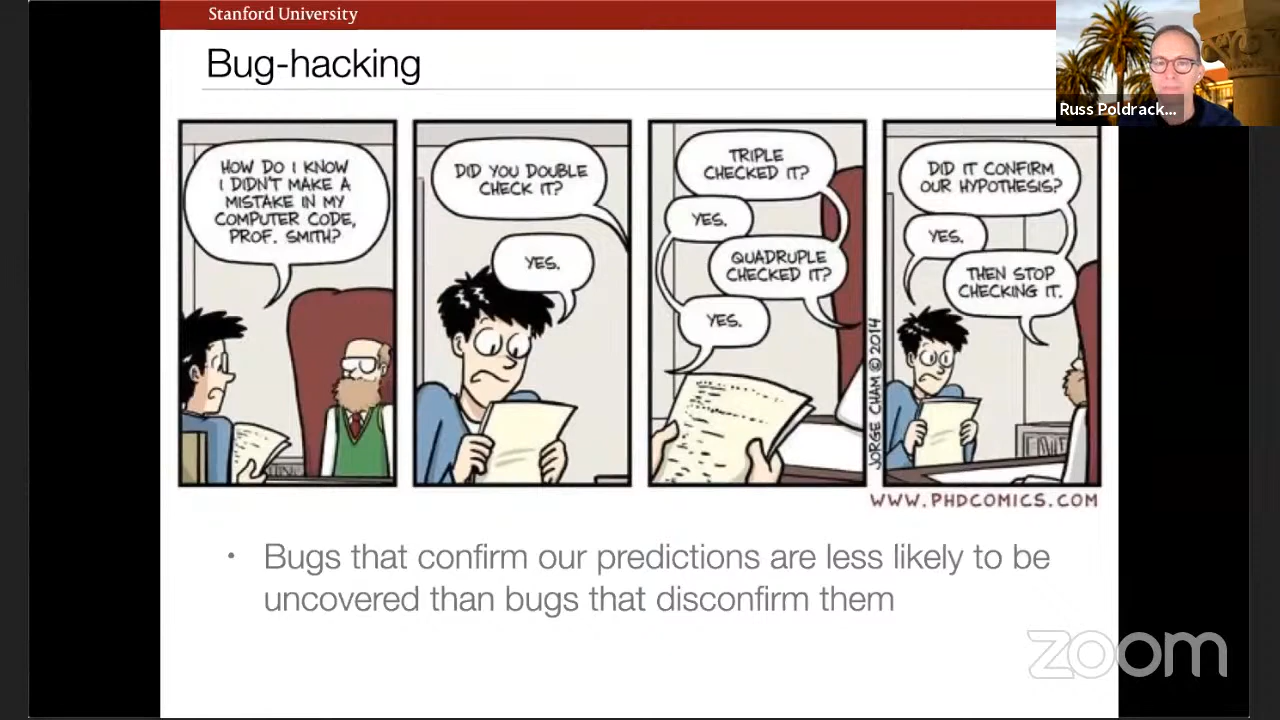 Stanford University
Bug-hacking
Russ Poldrack...
HOW DO I KNOW
I DIDN'T MAKE A
MISTAKE IN MY
COMPUTER CODE,
PROF. SMITH?
DID YOU DOUBLE
CHECK IT?
YES.
TRIPLE
CHECKED IT?
YES.
QUADRUPLE
CHECKED IT?
YES.
DID IT CONFIRM
OUR HYPOTHESIS?
YES.
THEN STOP
CHECKING IT.
JORGE CHAM © 2014
WWW.PHDCOMICS.COM
• Bugs that confirm our predictions are less likely to be
uncovered than bugs that disconfirm them
zoom